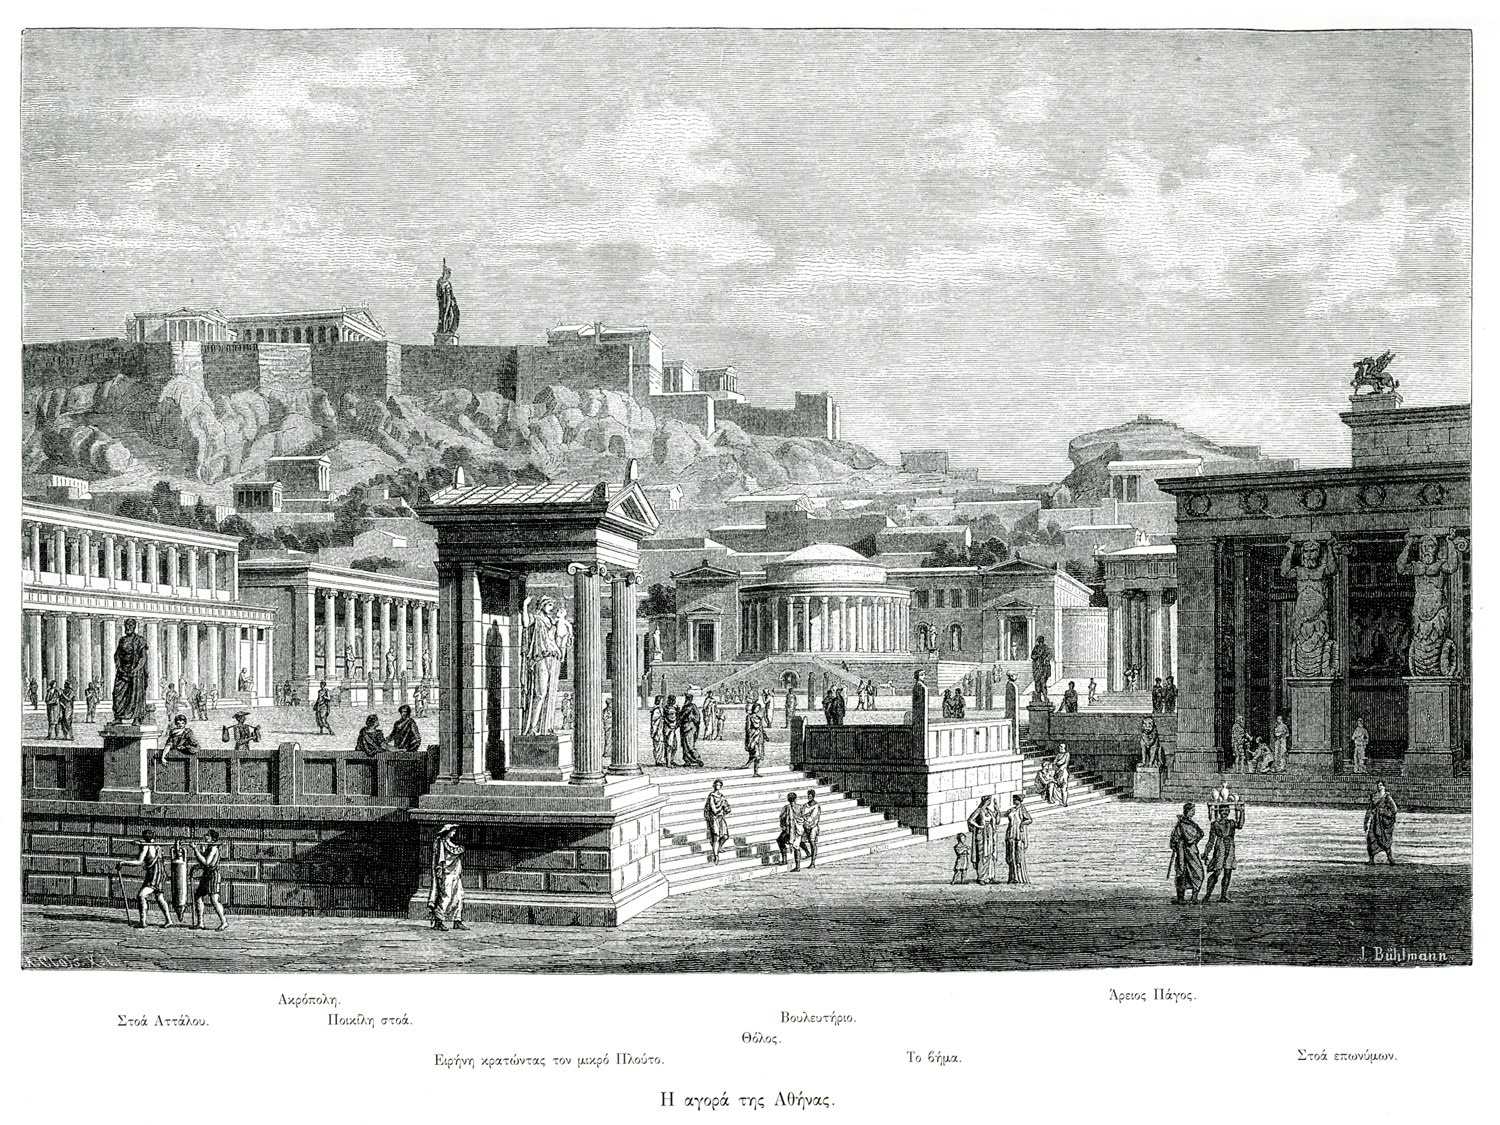 J. Bühlmann
Ακρόπολη.
Άρειος Πάγος.
Στοά Αττάλου.
Ποικίλη στοά.
Βουλευτήριο.
Θόλος.
Ειρήνη κρατώντας τον μικρό Πλούτο.
Το βήμα.
Στοά επωνύμων.
Η αγορά της Αθήνας.